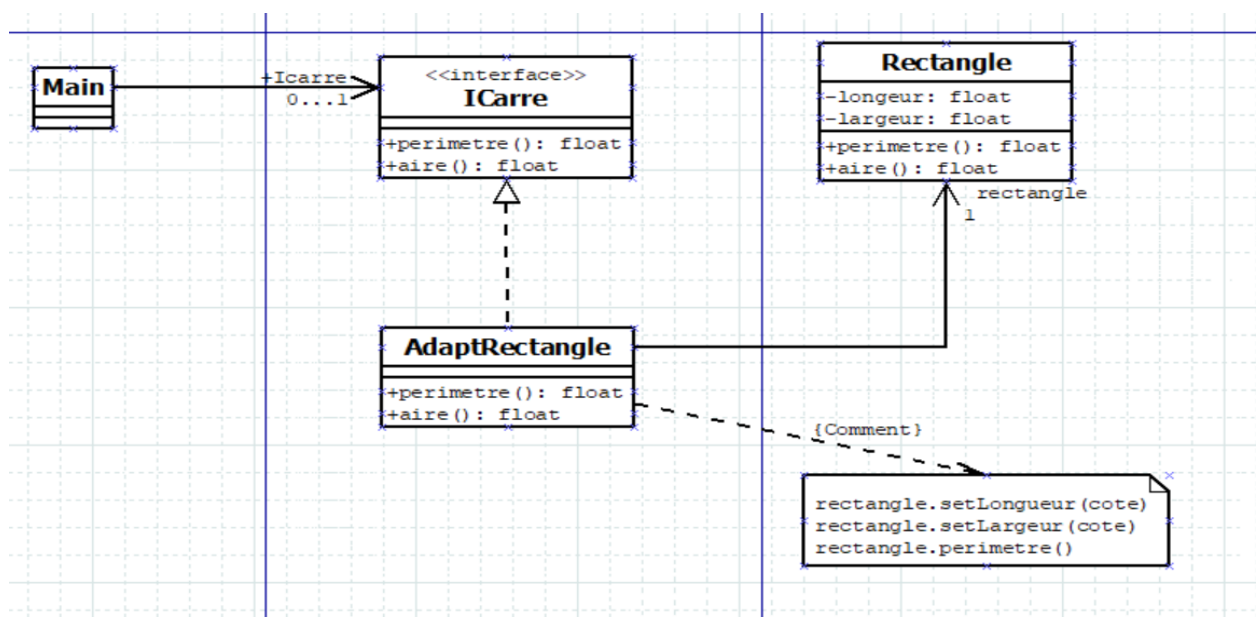 Main
+Icarre
0...1
<<interface>>
ICarre
+perimetre(): float
+aire(): float
Rectangle
-longeur: float
-largeur: float
+perimetre(): float
+aire(): float
rectangle
1
AdaptRectangle
+perimetre(): float
+aire(): float
{Comment}
rectangle.setLongueur(cote)
rectangle.setLargeur(cote)
rectangle.perimetre()